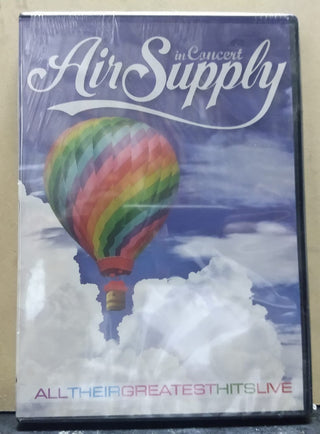 in Concert
Air Supply
ALLTHEIRGREATESTHITSLIVE